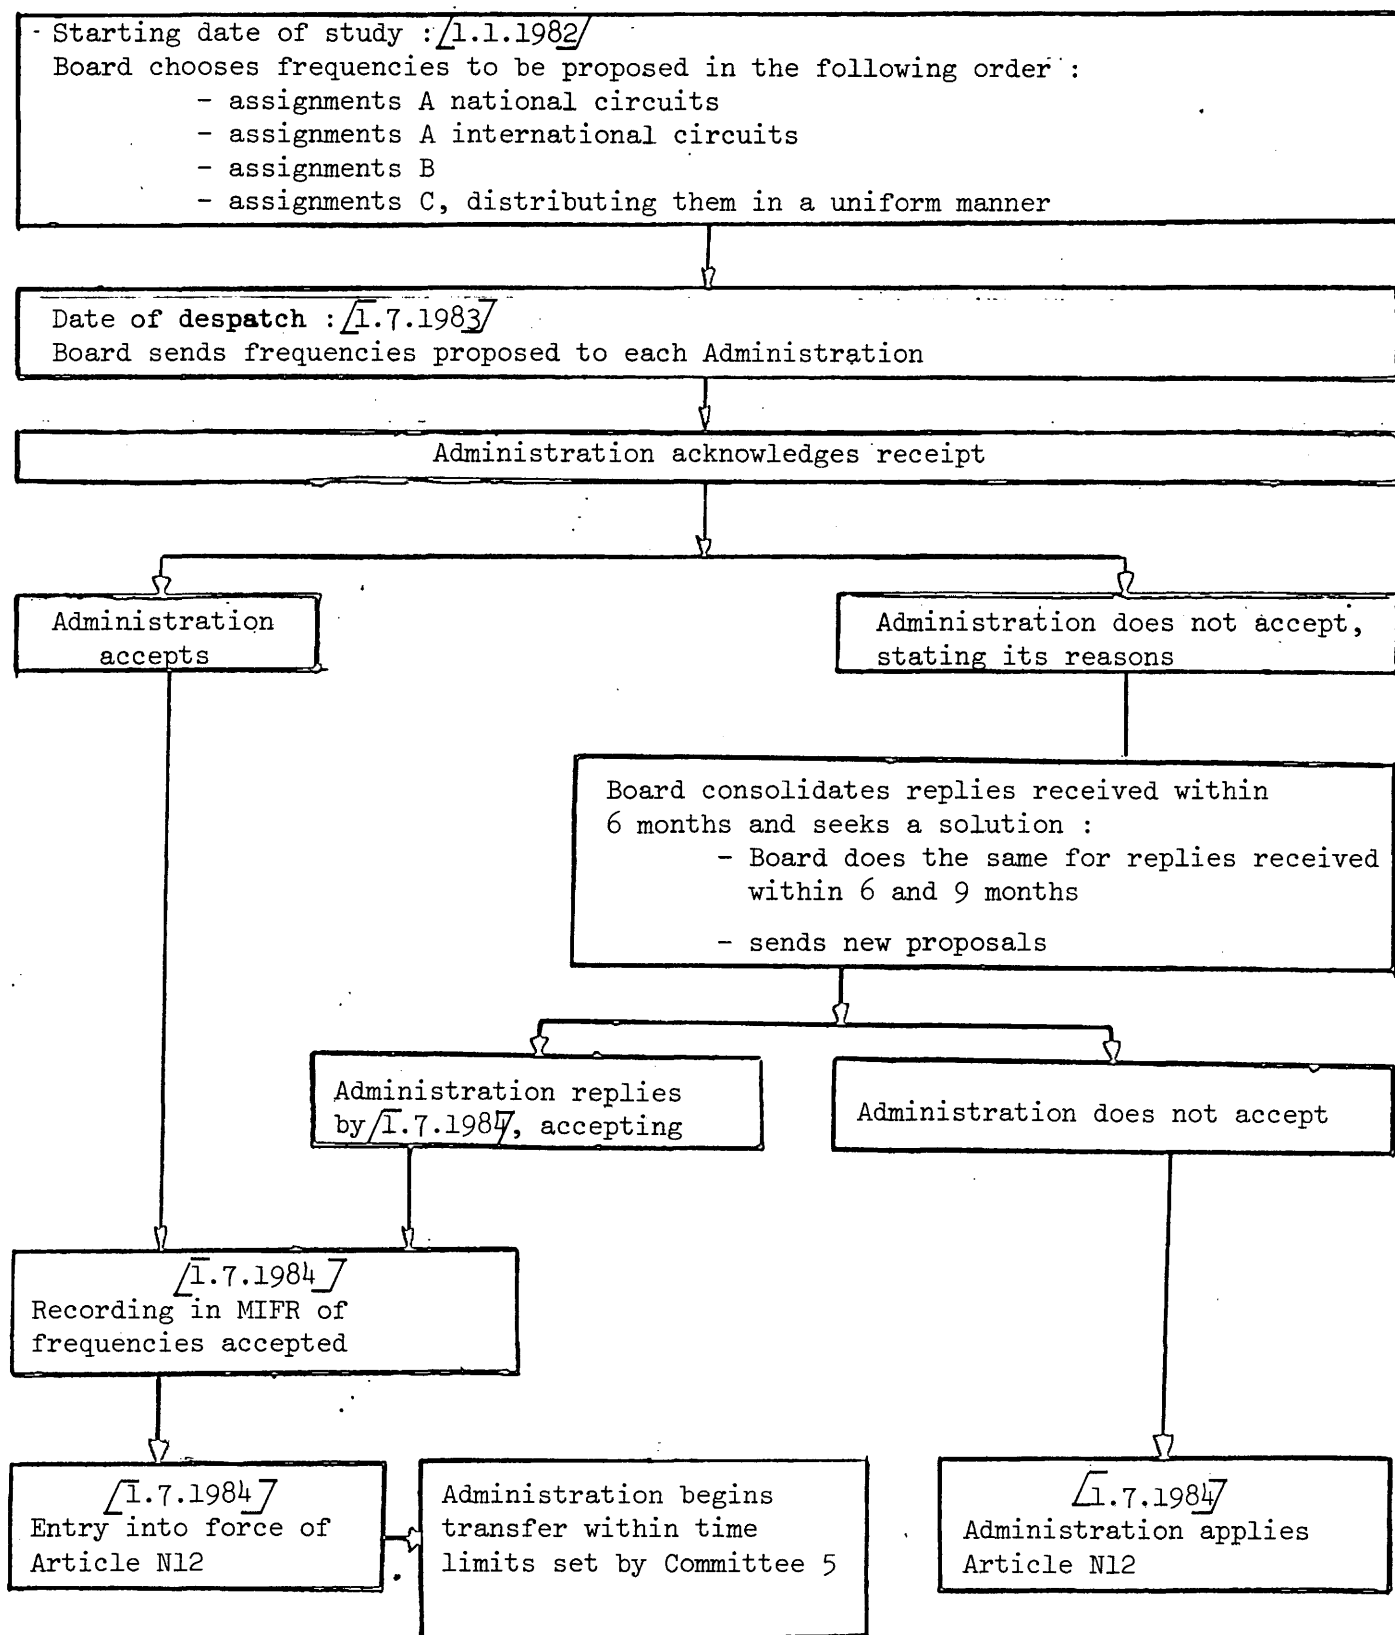 - Starting date of study : /1.1.1982/
Board chooses frequencies to be proposed in the following order :
- assignments A national circuits
- assignments A international circuits
- assignments B
- assignments C, distributing them in a uniform manner
Date of despatch : /1.7.1983/
Board sends frequencies proposed to each Administration
Administration acknowledges receipt
Administration
accepts
Administration does not accept,
stating its reasons
Board consolidates replies received within
6 months and seeks a solution :
- Board does the same for replies received
within 6 and 9 months
- sends new proposals
Administration replies
by /1.7.1984/, accepting
Administration does not accept
/1.7.1984/
Recording in MIFR of
frequencies accepted
/1.7.1984/
Entry into force of
Article N12
Administration begins
transfer within time
limits set by Committee 5
/1.7.1984/
Administration applies
Article N12